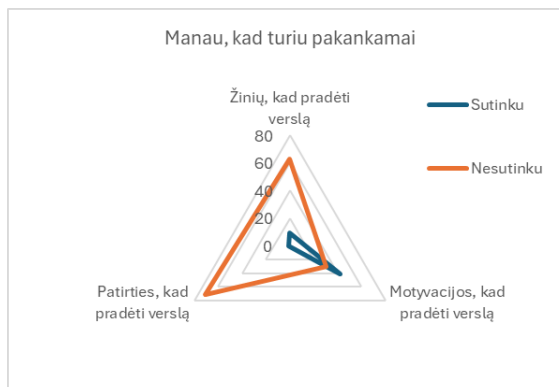 Manau, kad turiu pakankamai
Žinių, kad pradėti
verslą
80
60
40
20
0
Sutinku
Nesutinku
Patirties, kad
pradėti verslą
Motyvacijos, kad
pradėti verslą